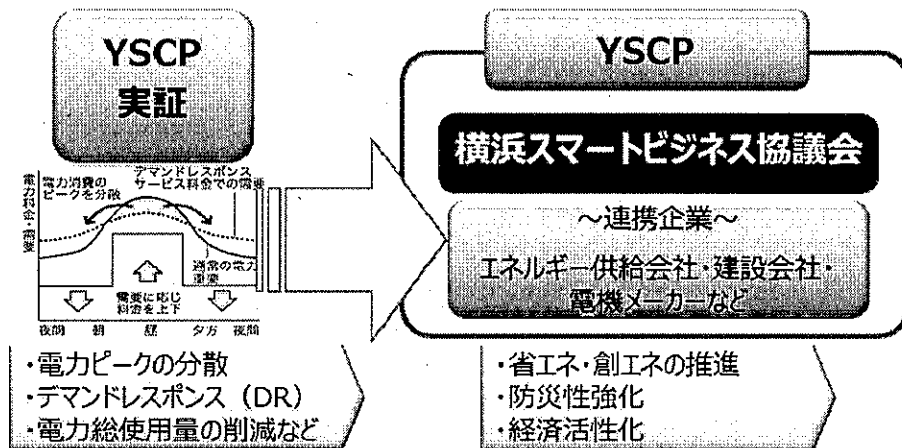 YSCP
実証
電力料金・需要
電力消費の
ピークを分散
デマンドレスポンス
サービス料金での需要
通常の電力
需要
需要に応じ
料金を上下
夜間 朝 昼 夕方 夜間
・電力ピークの分散
・デマンドレスポンス（DR）
・電力総使用量の削減など
YSCP
横浜スマートビジネス協議会
～連携企業～
エネルギー供給会社・建設会社・
電機メーカーなど
・省エネ・創エネの推進
・防災性強化
・経済活性化